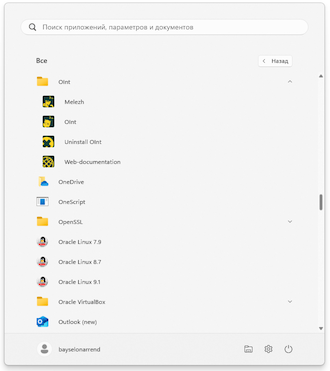 Поиск приложений, параметров и документов
Все
Назад
OInt
Melezh
OInt
Uninstall OInt
Web-documentation
OneDrive
OneScript
OpenSSL
Oracle Linux 7.9
Oracle Linux 8.7
Oracle Linux 9.1
Oracle VirtualBox
Outlook (new)
bayselonarrend